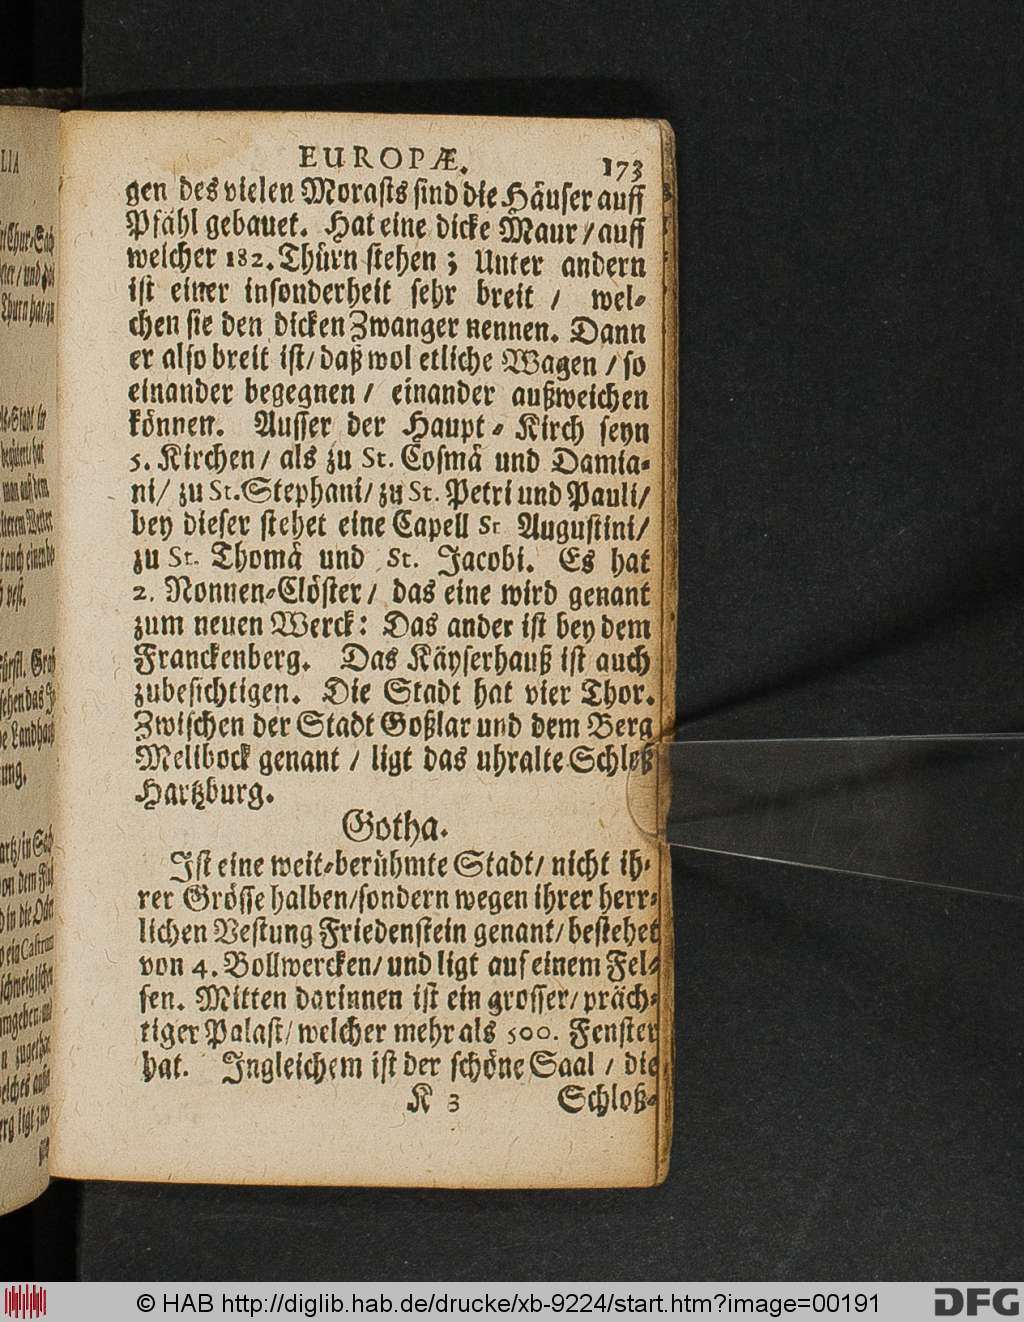 EUROPÆ. 173
gen des vielen Morasts sind die Häuser auff
Pfähl gebauet. Hat eine dicke Maur / auff
welcher 182. Thürn stehen ; Unter andern
ist einer insonderheit sehr breit / wel-
chen sie den dicken Zwanger nennen. Dann
er also breit ist / daß wol etliche Wagen / so
einander begegnen / einander außweichen
können. Ausser der Haupt-Kirch seyn
5. Kirchen / als zu St. Cosmä und Damia-
ni / zu St. Stephani / zu St. Petri und Pauli /
bey dieser stehet eine Capell St Augustini /
zu St. Thomä und St. Jacobi. Es hat
2. Nonnen-Clöster / das eine wird genant
zum neuen Werck: Das ander ist bey dem
Franckenberg. Das Käyserhauß ist auch
zubesichtigen. Die Stadt hat vier Thor.
Zwischen der Stadt Goßlar und dem Berg
Melibock genant / ligt das uhralte Schloß
Hartzburg.
Gotha.
Ist eine weit-berühmte Stadt / nicht ih-
rer Grösse halben / sondern wegen ihrer herr-
lichen Vestung Friedenstein genant / bestehet
von 4. Bollwercken / und ligt auf einem Fel-
sen. Mitten darinnen ist ein grosser / präch-
tiger Palast / welcher mehr als 500. Fenster
hat. Ingleichem ist der schöne Saal / die
K 3 Schloß-
© HAB http://diglib.hab.de/drucke/xb-9224/start.htm?image=00191
DFG